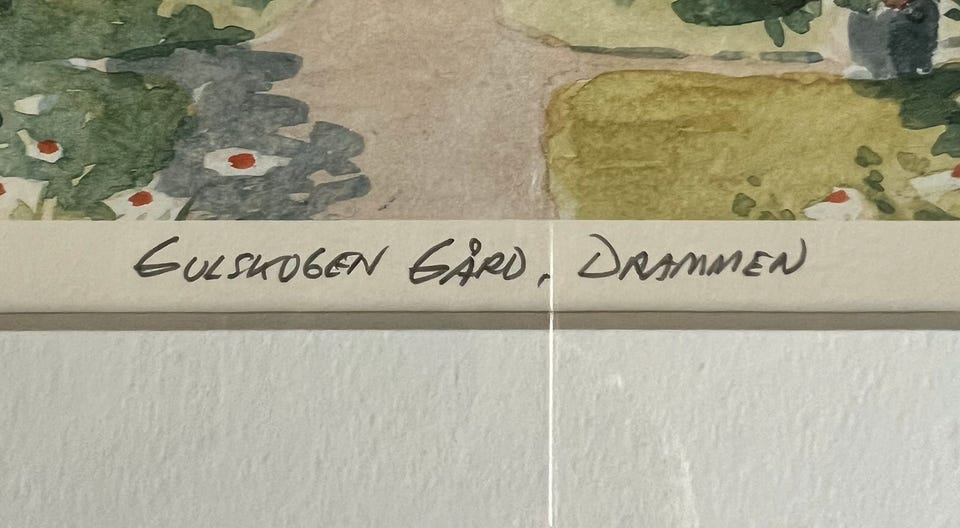 GULSKOGEN GÅRD, DRAMMEN